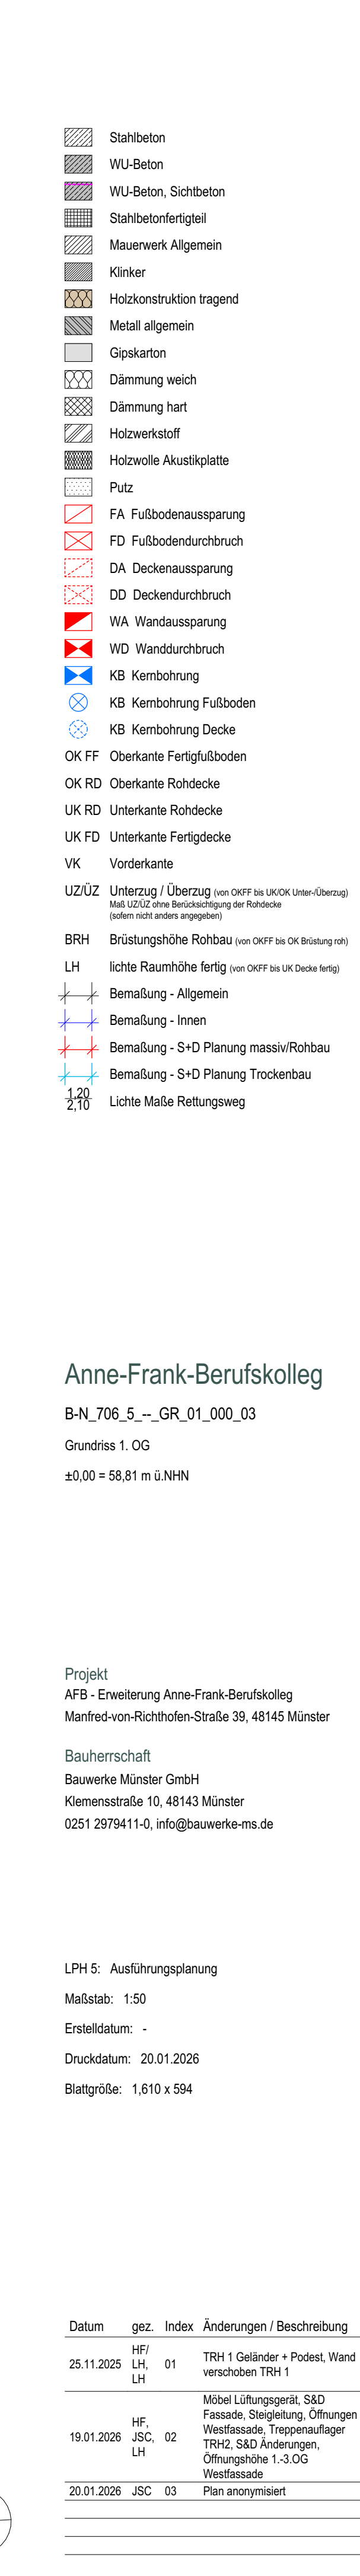 Stahlbeton
WU-Beton
WU-Beton, Sichtbeton
Stahlbetonfertigteil
Mauerwerk Allgemein
Klinker
Holzkonstruktion tragend
Metall allgemein
Gipskarton
Dämmung weich
Dämmung hart
Holzwerkstoff
Holzwolle Akustikplatte
Putz
FA Fußbodenaussparung
FD Fußbodendurchbruch
DA Deckenaussparung
DD Deckendurchbruch
WA Wandaussparung
WD Wanddurchbruch
KB Kernbohrung
KB Kernbohrung Fußboden
KB Kernbohrung Decke
OK FF Oberkante Fertigfußboden
OK RD Oberkante Rohdecke
UK RD Unterkante Rohdecke
UK FD Unterkante Fertigdecke
VK Vorderkante
UZ/ÜZ Unterzug / Überzug (von OKFF bis UK/OK Unter-/Überzug)
Maß UZ/ÜZ ohne Berücksichtigung der Rohdecke
(sofern nicht anders angegeben)
BRH Brüstungshöhe Rohbau (von OKFF bis OK Brüstung roh)
LH lichte Raumhöhe fertig (von OKFF bis UK Decke fertig)
Bemaßung - Allgemein
Bemaßung - Innen
Bemaßung - S+D Planung massiv/Rohbau
Bemaßung - S+D Planung Trockenbau
1,20
2,10 Lichte Maße Rettungsweg
Anne-Frank-Berufskolleg
B-N_706_5_--_GR_01_000_03
Grundriss 1. OG
±0,00 = 58,81 m ü.NHN
Projekt
AFB - Erweiterung Anne-Frank-Berufskolleg
Manfred-von-Richthofen-Straße 39, 48145 Münster
Bauherrschaft
Bauwerke Münster GmbH
Klemensstraße 10, 48143 Münster
0251 2979411-0, info@bauwerke-ms.de
LPH 5: Ausführungsplanung
Maßstab: 1:50
Erstelldatum: -
Druckdatum: 20.01.2026
Blattgröße: 1,610 x 594
Datum gez. Index Änderungen / Beschreibung
25.11.2025 HF/ LH, LH 01 TRH 1 Geländer + Podest, Wand
verschoben TRH 1
19.01.2026 HF, JSC, LH 02 Möbel Lüftungsgerät, S&D
Fassade, Steigleitung, Öffnungen
Westfassade, Treppenauflager
TRH2, S&D Änderungen,
Öffnungshöhe 1.-3.OG
Westfassade
20.01.2026 JSC 03 Plan anonymisiert